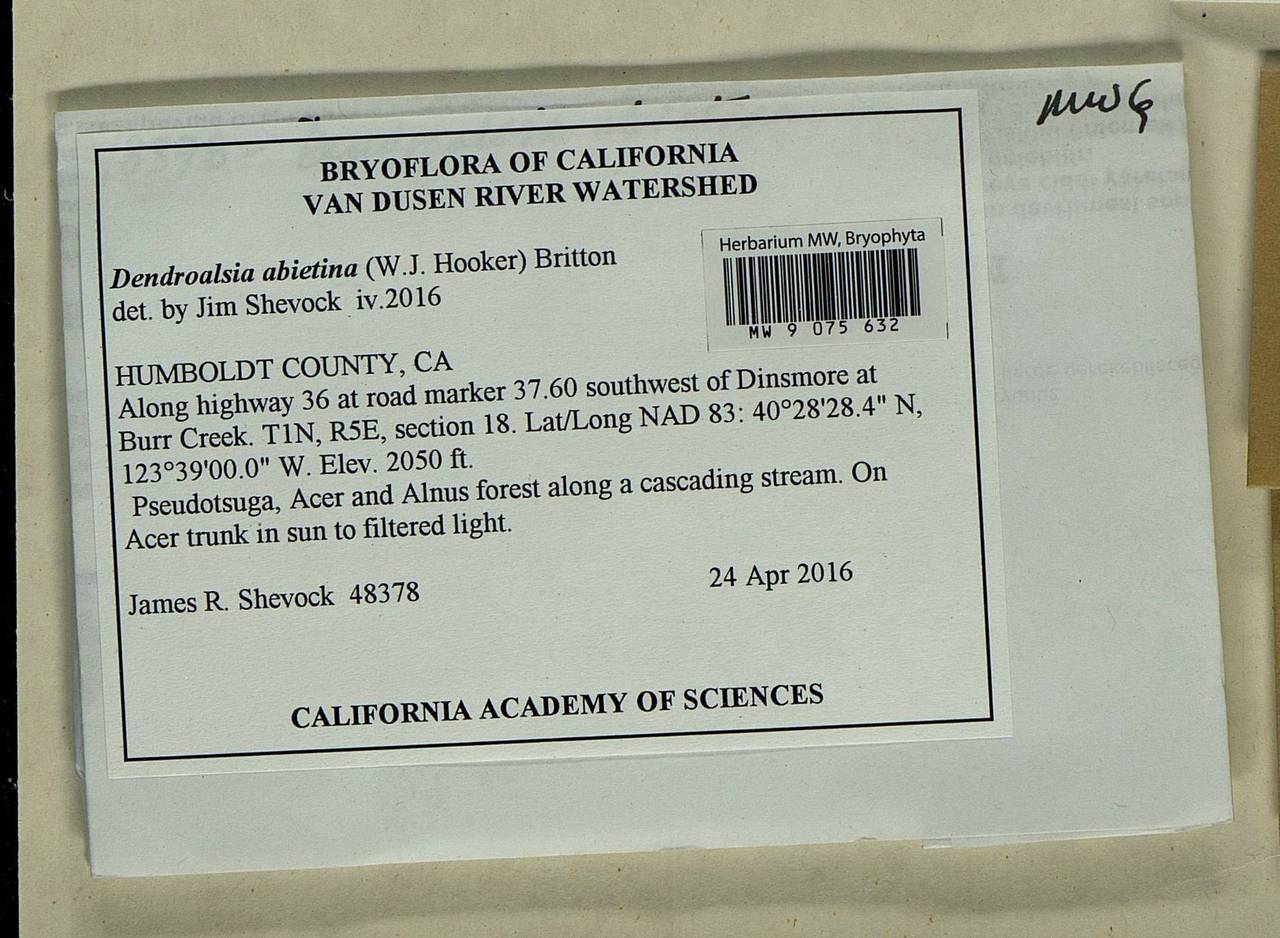 BRYOFLORA OF CALIFORNIA
VAN DUSEN RIVER WATERSHED
Herbarium MW, Bryophyta
MW 9 075 632
Dendroalsia abietina (W.J. Hooker) Britton
det. by Jim Shevock iv.2016
HUMBOLDT COUNTY, CA
Along highway 36 at road marker 37.60 southwest of Dinsmore at
Burr Creek. T1N, R5E, section 18. Lat/Long NAD 83: 40°28'28.4" N,
123°39'00.0" W. Elev. 2050 ft.
Pseudotsuga, Acer and Alnus forest along a cascading stream. On
Acer trunk in sun to filtered light.
James R. Shevock 48378
24 Apr 2016
CALIFORNIA ACADEMY OF SCIENCES